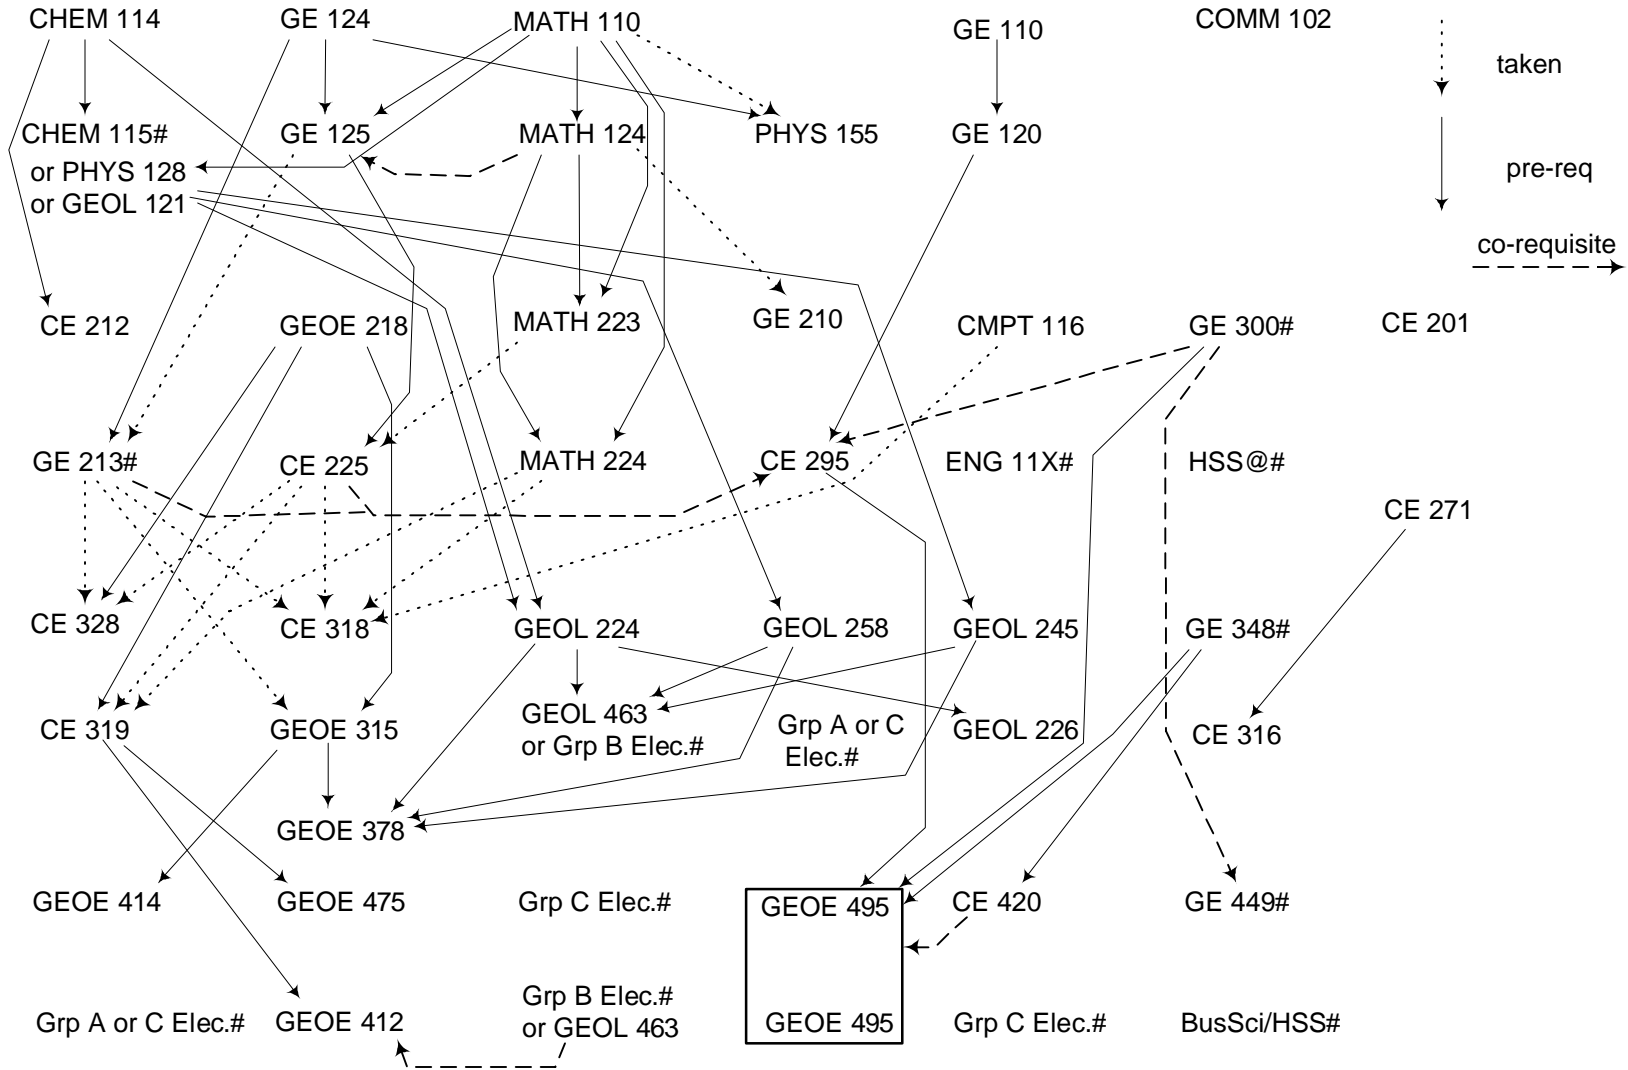 CHEM 114
GE 124
MATH 110
GE 110
COMM 102
taken
CHEM 115#
or PHYS 128
or GEOL 121
GE 125
MATH 124
PHYS 155
GE 120
pre-req
co-requisite
CE 212
GEOE 218
MATH 223
GE 210
CMPT 116
GE 300#
CE 201
GE 213#
CE 225
MATH 224
CE 295
ENG 11X#
HSS@#
CE 271
CE 328
CE 318
GEOL 224
GEOL 258
GEOL 245
GE 348#
CE 319
GEOE 315
GEOL 463
or Grp B Elec.#
Grp A or C
Elec.#
GEOL 226
CE 316
GEOE 378
GEOE 414
GEOE 475
Grp C Elec.#
GEOE 495
CE 420
GE 449#
Grp A or C Elec.#
GEOE 412
Grp B Elec.#
or GEOL 463
GEOE 495
Grp C Elec.#
BusSci/HSS#